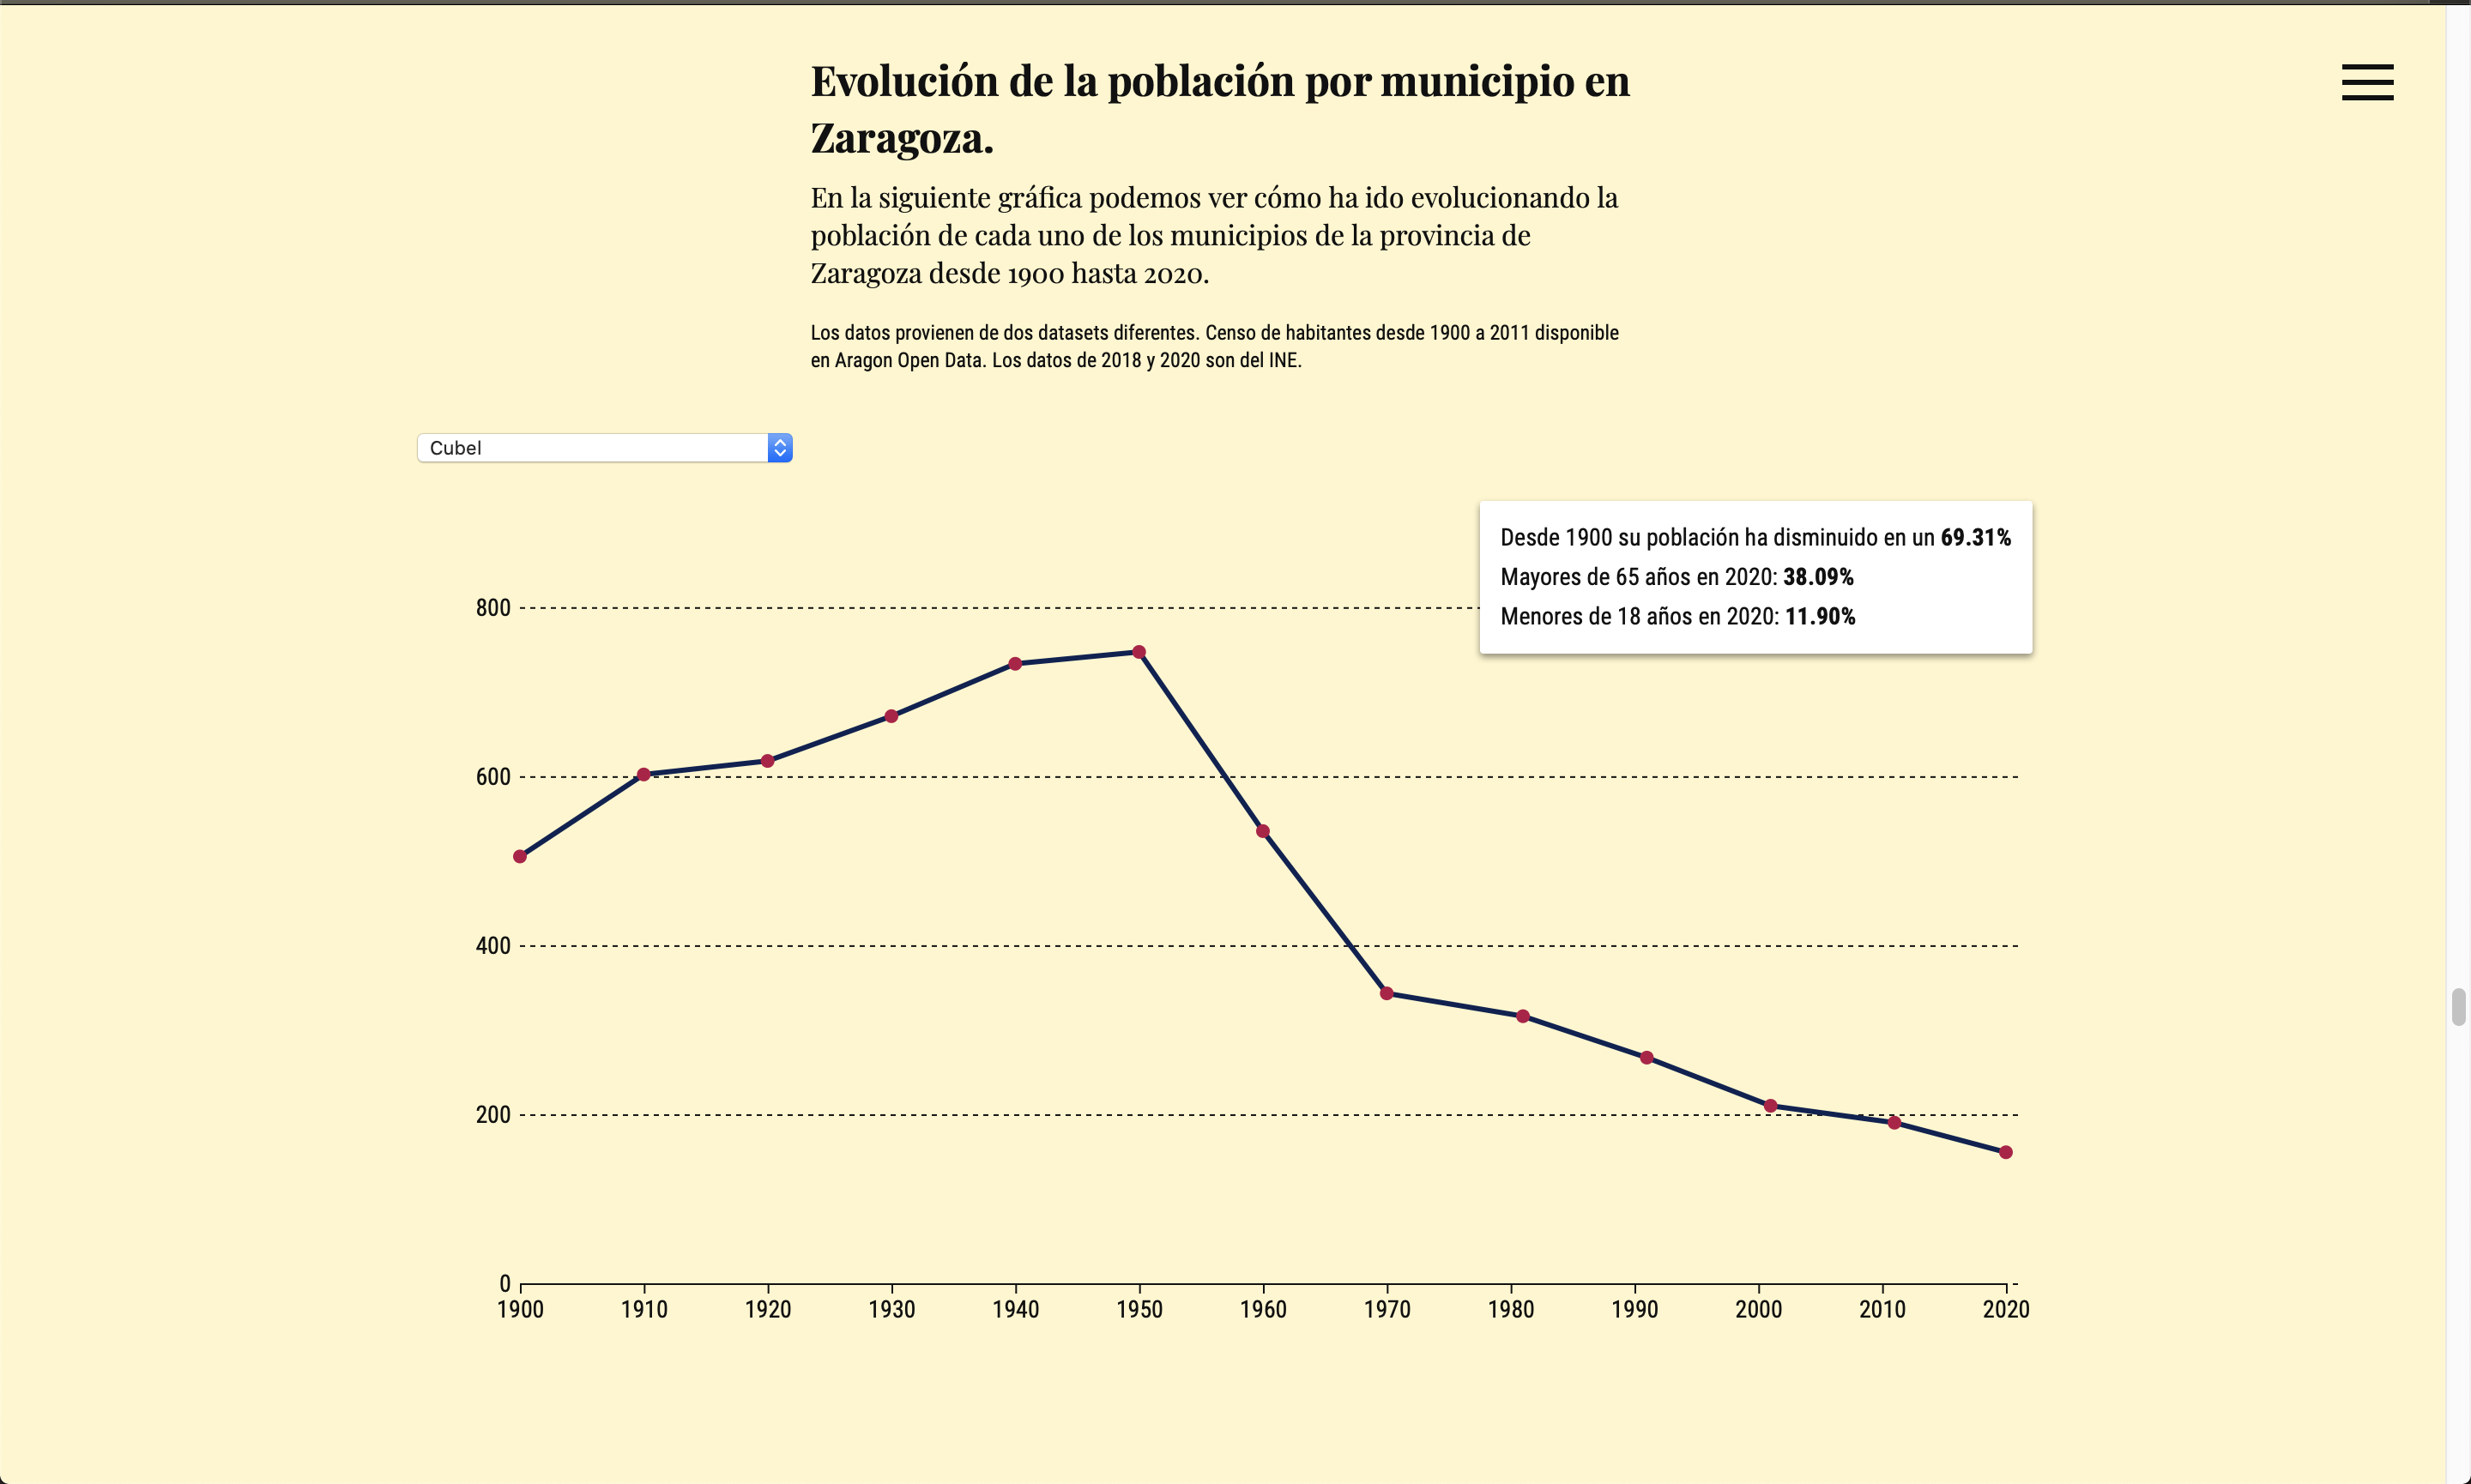 Evolución de la población por municipio en
Zaragoza.
En la siguiente gráfica podemos ver cómo ha ido evolucionando la
población de cada uno de los municipios de la provincia de
Zaragoza desde 1900 hasta 2020.
Los datos provienen de dos datasets diferentes. Censo de habitantes desde 1900 a 2011 disponible
en Aragon Open Data. Los datos de 2018 y 2020 son del INE.
Cubel
Desde 1900 su población ha disminuido en un 69.31%
Mayores de 65 años en 2020: 38.09%
Menores de 18 años en 2020: 11.90%
800
600
400
200
0
1900 1910 1920 1930 1940 1950 1960 1970 1980 1990 2000 2010 2020